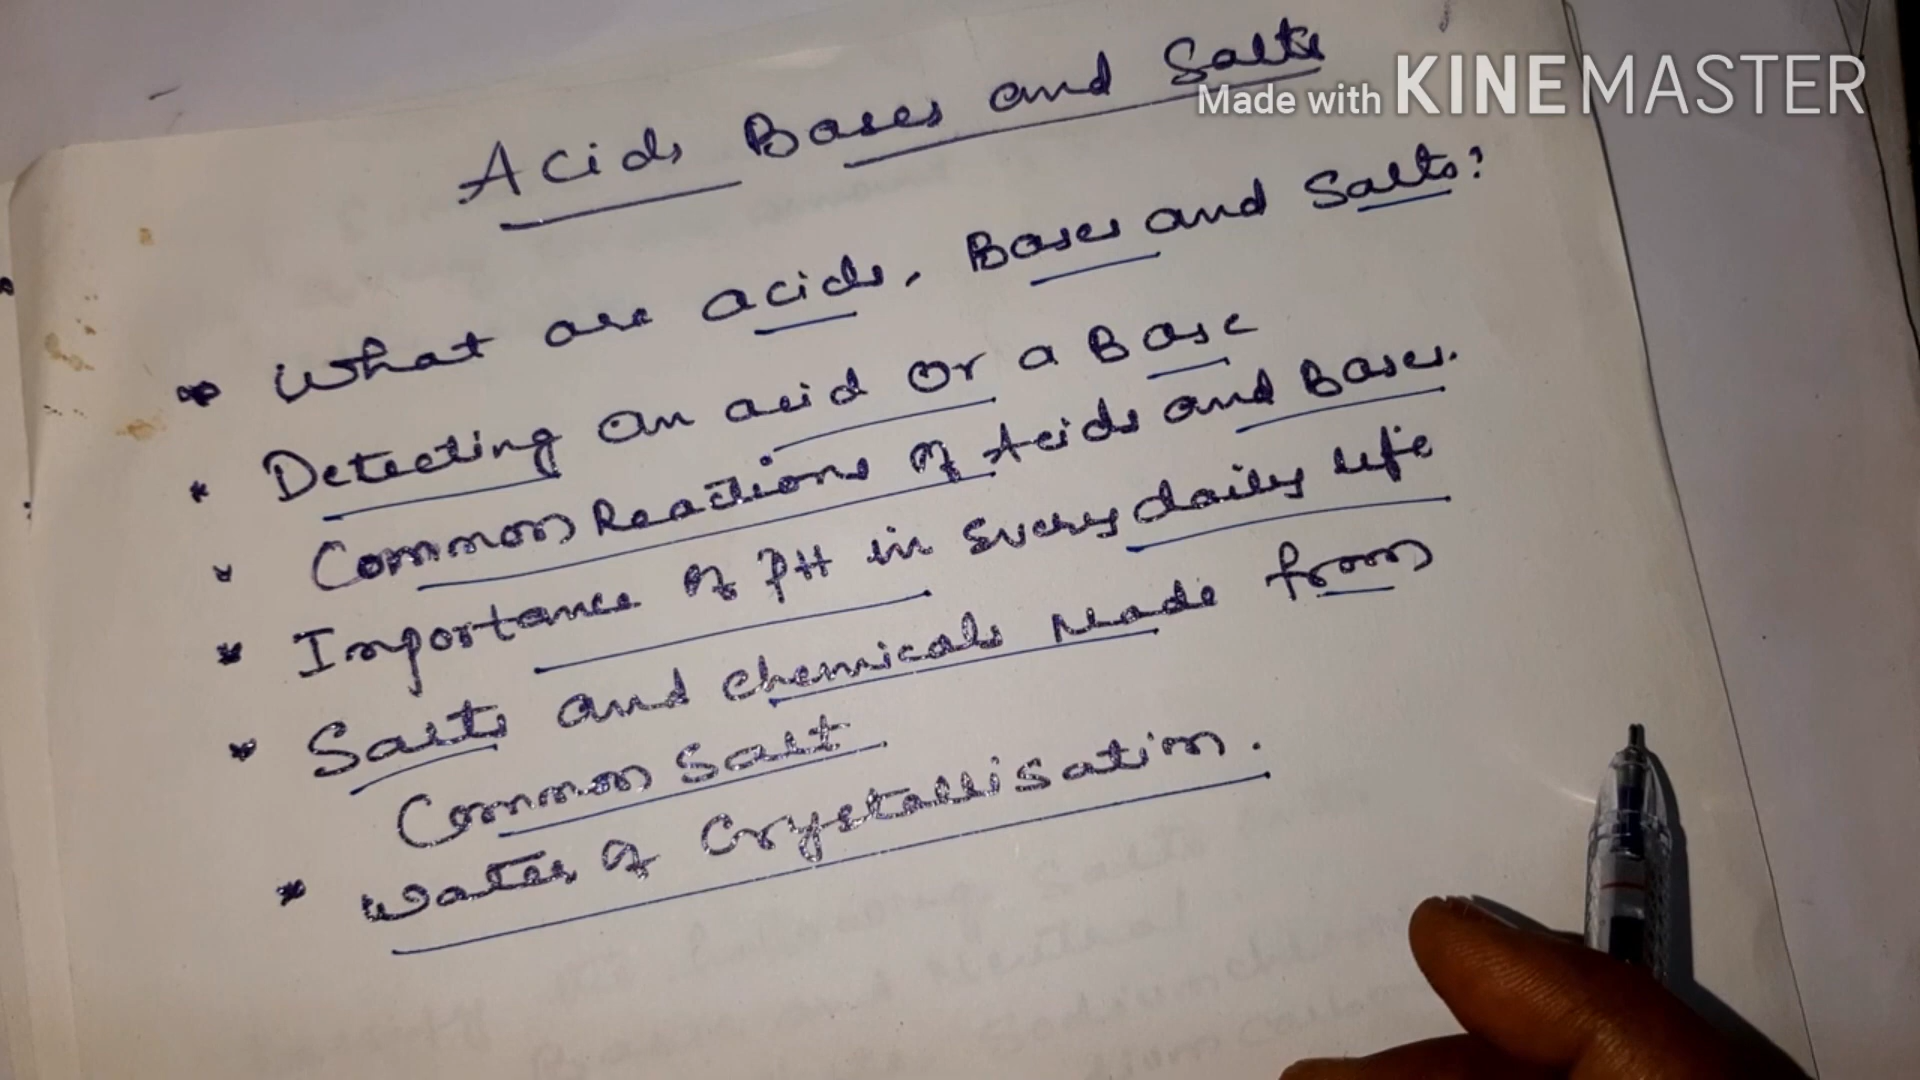 Acids Bases and Salts
Made with KINEMASTER
* What are acids, Bases and Salts?
* Detecting an acid or a Base
* Common Reactions of Acids and Bases.
* Importance of PH in every daily life
* Salts and chemicals made from
Common Salt
* Water of Crystallisation.